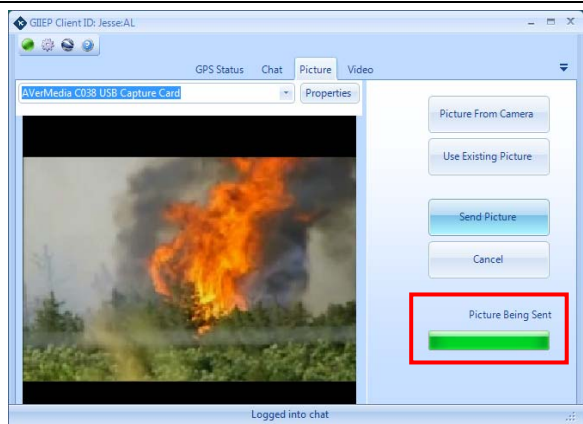 GIIEP Client ID: Jesse:AL
GPS Status Chat Picture Video
AVerMedia C038 USB Capture Card
Properties
Picture From Camera
Use Existing Picture
Send Picture
Cancel
Picture Being Sent
Logged into chat